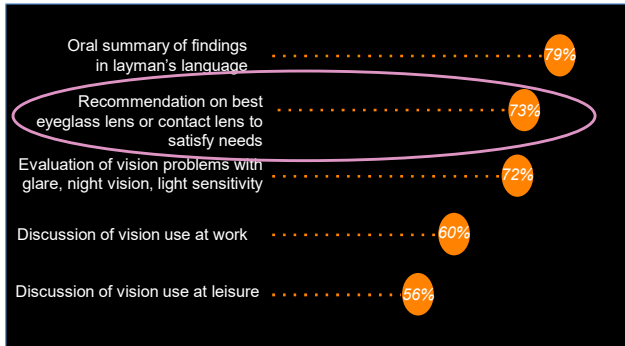 Oral summary of findings
in layman's language
79%
Recommendation on best
eyeglass lens or contact lens to
satisfy needs
73%
Evaluation of vision problems with
glare, night vision, light sensitivity
72%
Discussion of vision use at work
60%
Discussion of vision use at leisure
56%